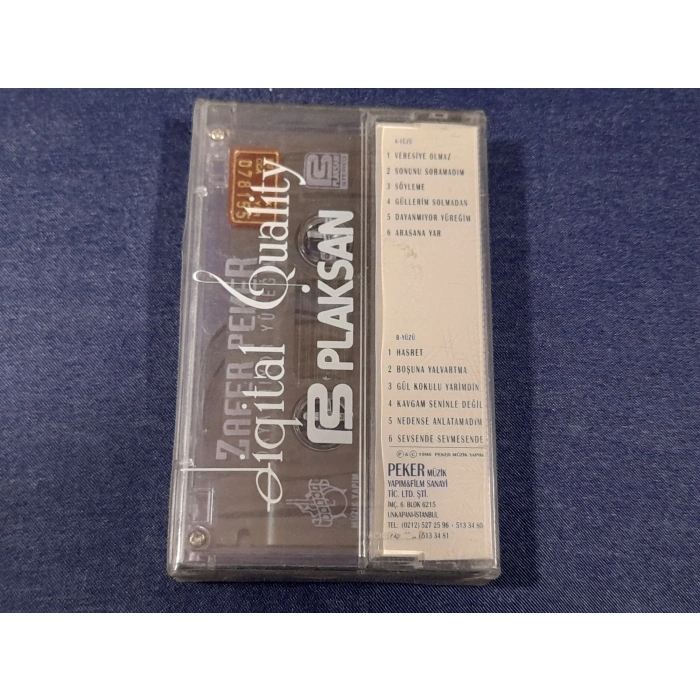 Digital Quality
PLAKSAN
ZAFER PEKER
A-YÜZÜ
1 VERESİYE OLMAZ
2 SONUNU SORAMADIM
3 SÖYLEME
4 GÜLLERİM SOLMADAN
5 DAYANMIYOR YÜREĞİM
6 ARASANA YAR
B-YÜZÜ
1 HASRET
2 BOŞUNA YALVARTMA
3 GÜL KOKULU YARİMDİN
4 KAVGAM SENİNLE DEĞİL
5 NEDENSE ANLATAMADIM
6 SEVSENDE SEVMESENDE
PEKER MÜZİK
YAPIM&FİLM SANAYİ
TİC. LTD. ŞTİ.
İMÇ. 6. BLOK 6215
UNKAPANI-İSTANBUL
TEL. (0212) 527 25 96 - 513 34 80
513 34 81